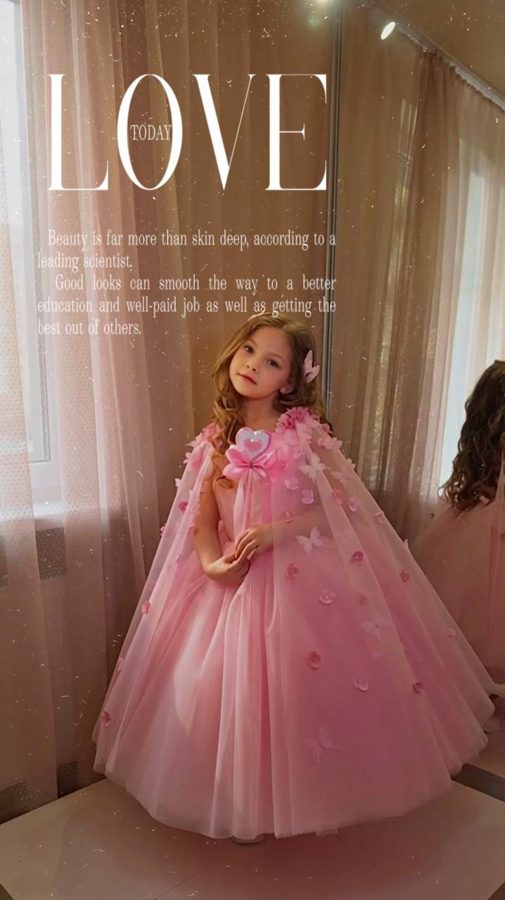 LOVE
TODAY
Beauty is far more than skin deep, according to a
leading scientist.
Good looks can smooth the way to a better
education and well-paid job as well as getting the
best out of others.